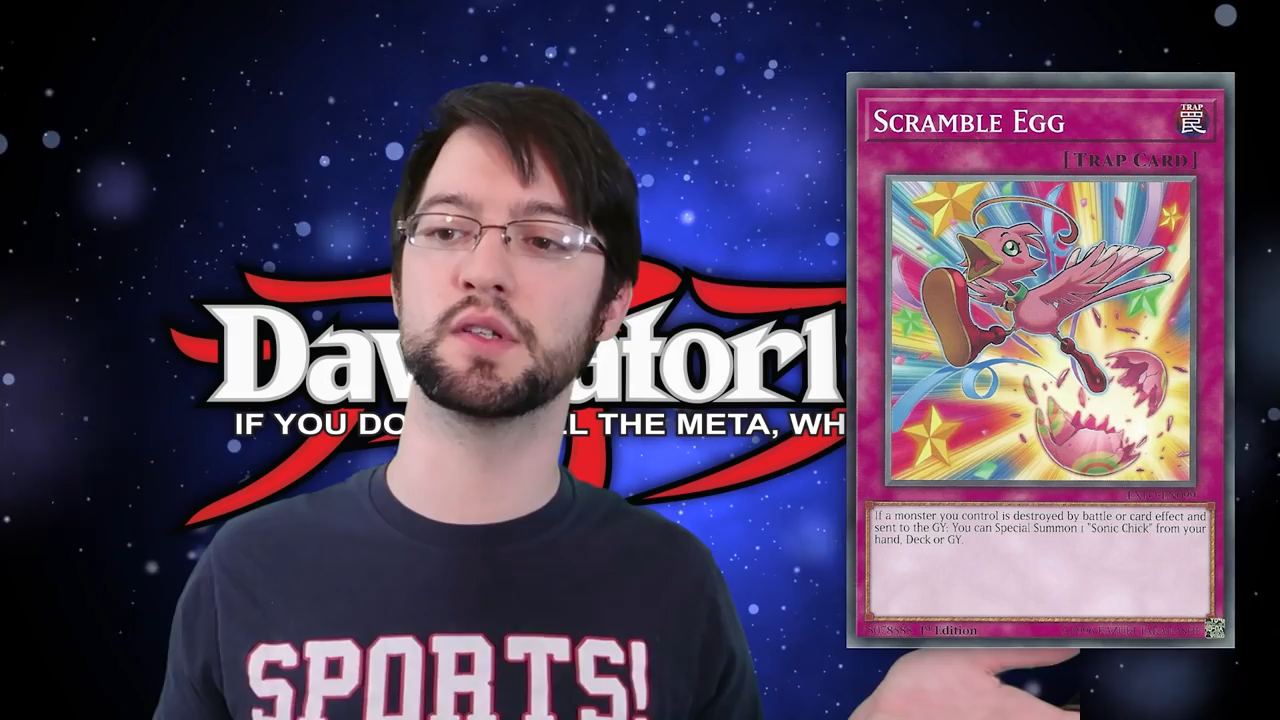 SCRAMBLE EGG
TRAP
罠
[TRAP CARD]
Dav ator1
IF YOU DO LL THE META, WH
If a monster you control is destroyed by battle or card effect and
sent to the GY: You can Special Summon 1 "Sonic Chick" from your
hand, Deck or GY.
1st Edition
SPORTS!